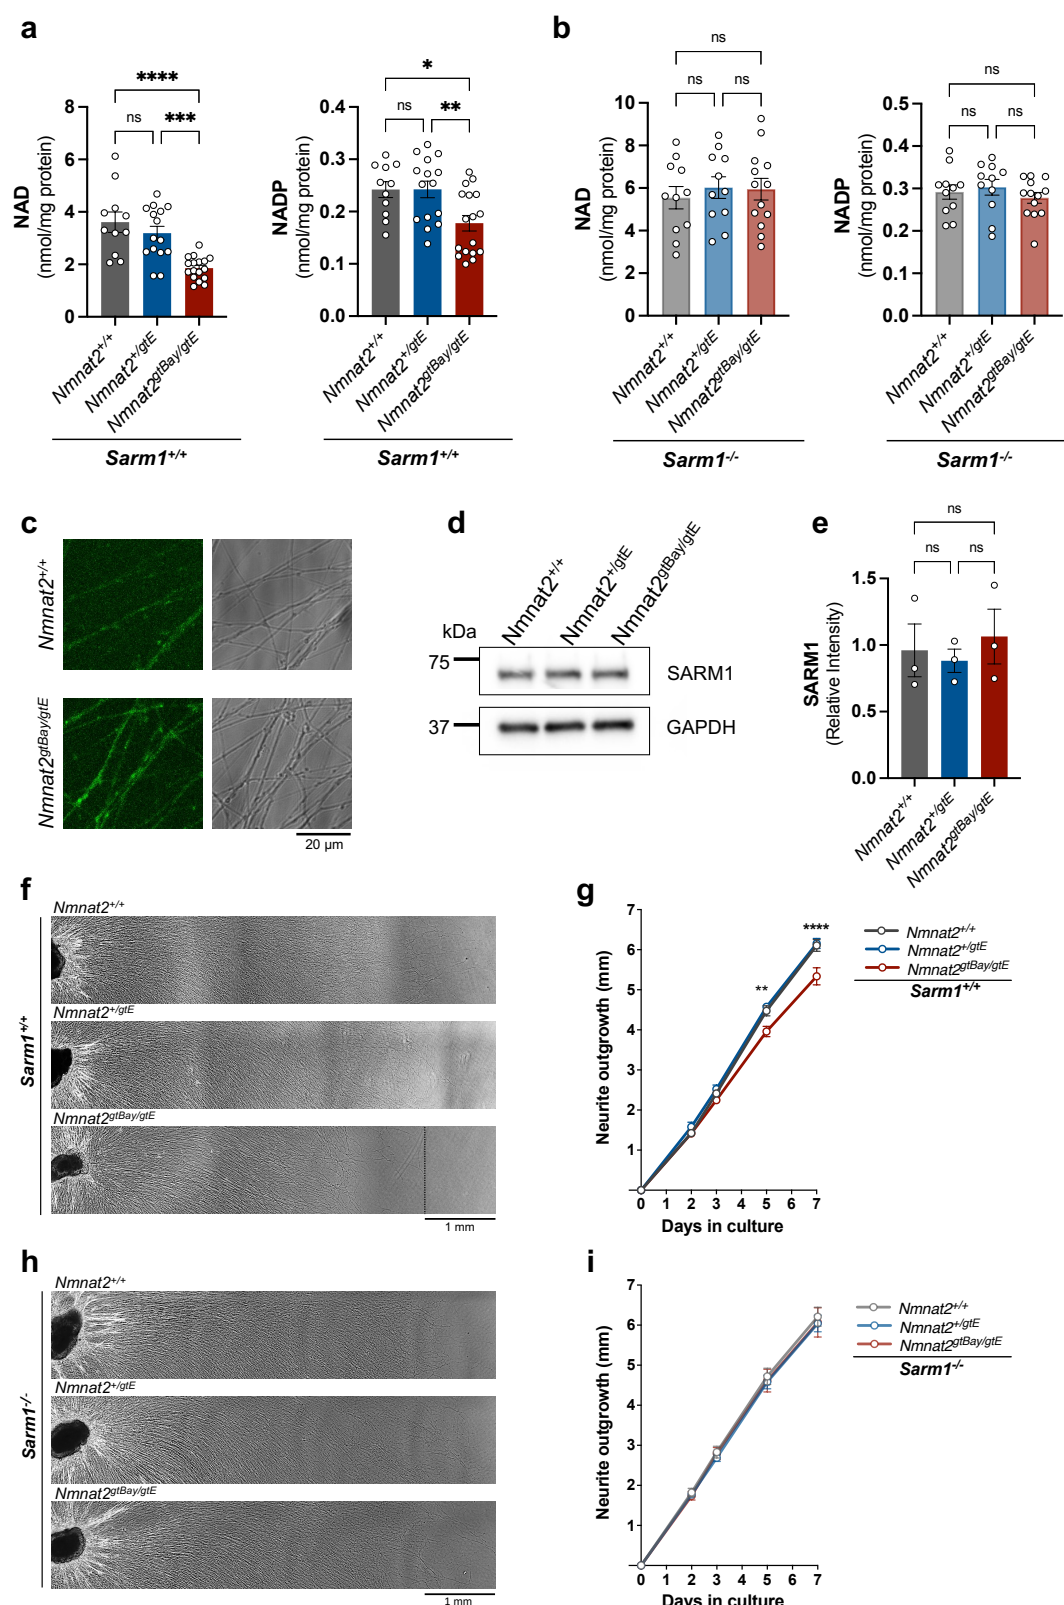 a
****
ns
***
8
6
4
2
0
NAD
(nmol/mg protein)
Nmnat2+/+
Nmnat2+/gtE
Nmnat2gtBay/gtE
Sarm1+/+
*
ns
**
0.4
0.3
0.2
0.1
0.0
NADP
(nmol/mg protein)
Nmnat2+/+
Nmnat2+/gtE
Nmnat2gtBay/gtE
Sarm1+/+
b
ns
ns
ns
10
8
6
4
2
0
NAD
(nmol/mg protein)
Nmnat2+/+
Nmnat2+/gtE
Nmnat2gtBay/gtE
Sarm1-/-
ns
ns
ns
0.5
0.4
0.3
0.2
0.1
0.0
NADP
(nmol/mg protein)
Nmnat2+/+
Nmnat2+/gtE
Nmnat2gtBay/gtE
Sarm1-/-
c
Nmnat2+/+
Nmnat2gtBay/gtE
20 µm
d
Nmnat2+/+
Nmnat2+/gtE
Nmnat2gtBay/gtE
kDa
75
SARM1
37
GAPDH
e
ns
ns
ns
1.5
1.0
0.5
0.0
SARM1
(Relative Intensity)
Nmnat2+/+
Nmnat2+/gtE
Nmnat2gtBay/gtE
f
Sarm1+/+
Nmnat2+/+
Nmnat2+/gtE
Nmnat2gtBay/gtE
1 mm
g
7
6
5
4
3
2
1
Neurite outgrowth (mm)
**
****
0 1 2 3 4 5 6 7
Days in culture
Nmnat2+/+
Nmnat2+/gtE
Nmnat2gtBay/gtE
Sarm1+/+
h
Sarm1-/-
Nmnat2+/+
Nmnat2+/gtE
Nmnat2gtBay/gtE
1 mm
i
7
6
5
4
3
2
1
Neurite outgrowth (mm)
0 1 2 3 4 5 6 7
Days in culture
Nmnat2+/+
Nmnat2+/gtE
Nmnat2gtBay/gtE
Sarm1-/-